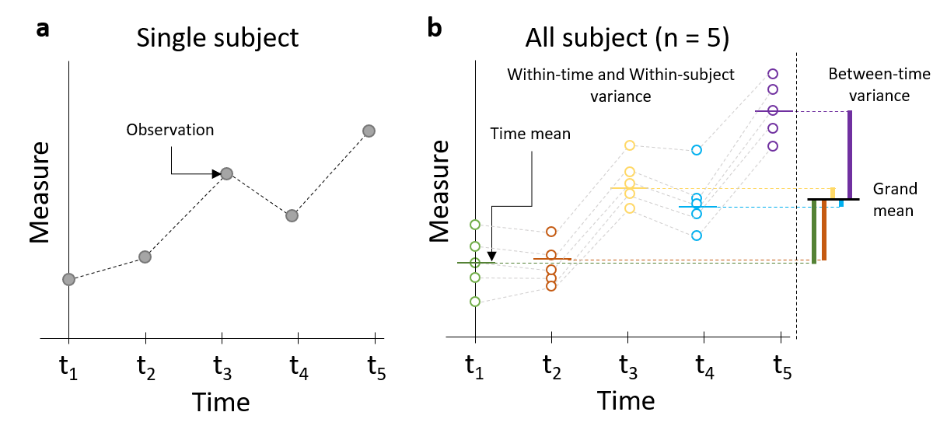 a
Single subject
Observation
Measure
t1
t2
t3
t4
t5
Time
b
All subject (n = 5)
Within-time and Within-subject
variance
Between-time
variance
Time mean
Grand
mean
Measure
t1
t2
t3
t4
t5
Time